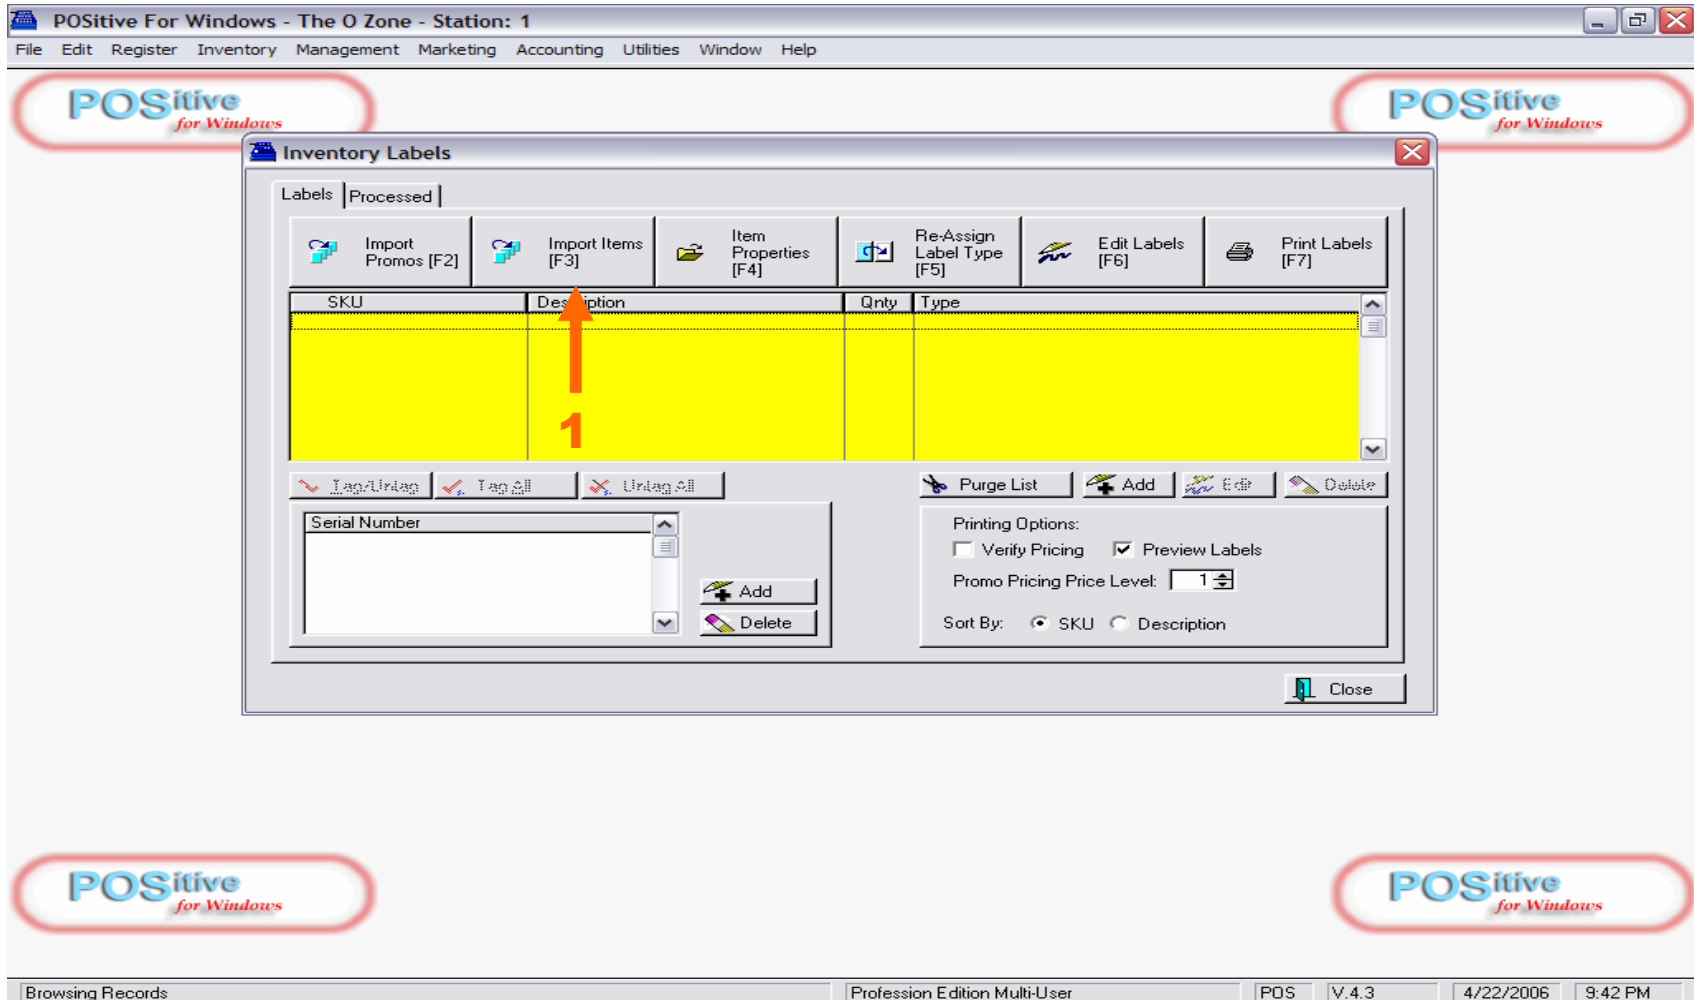 POSitive For Windows - The O Zone - Station: 1
File Edit Register Inventory Management Marketing Accounting Utilities Window Help
POSitive
for Windows
POSitive
for Windows
Inventory Labels
Labels Processed
Import
Promos [F2]
Import Items
[F3]
Item
Properties
[F4]
Re-Assign
Label Type
[F5]
Edit Labels
[F6]
Print Labels
[F7]
SKU Description Qnty Type
1
Tag/Untag Tag All Untag All Purge List Add Edit Delete
Serial Number
Add
Delete
Printing Options:
Verify Pricing Preview Labels
Promo Pricing Price Level: 1
Sort By: SKU Description
Close
POSitive
for Windows
POSitive
for Windows
Browsing Records Profession Edition Multi-User POS V.4.3 4/22/2006 9:42 PM